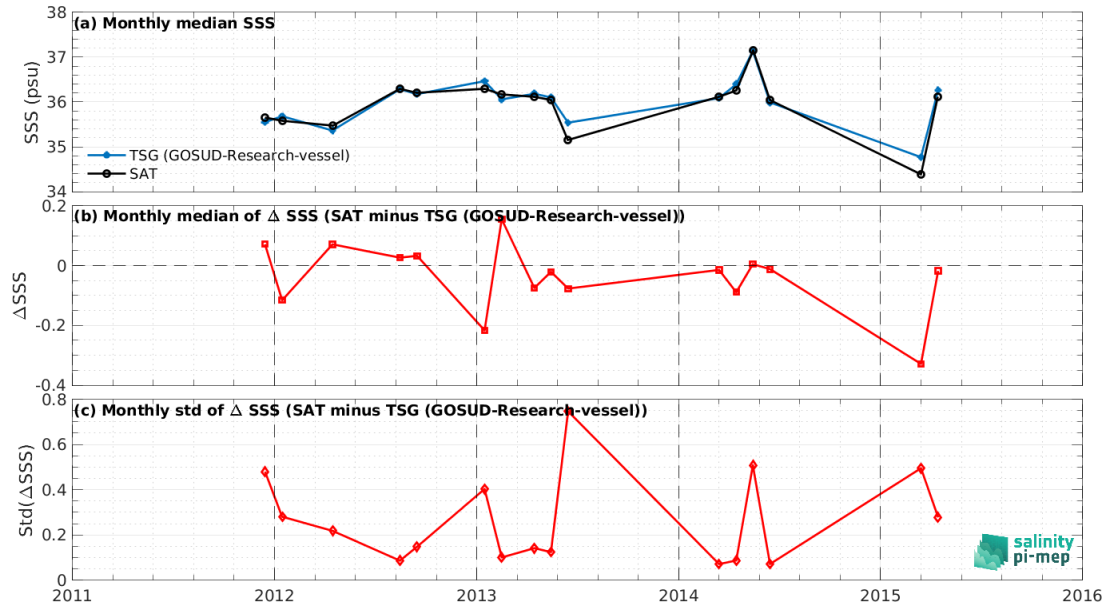 (a) Monthly median SSS
38
37
36
35
34
SSS (psu)
TSG (GOSUD-Research-vessel)
SAT
(b) Monthly median of Δ SSS (SAT minus TSG (GOSUD-Research-vessel))
0.2
0
-0.2
-0.4
ΔSSS
(c) Monthly std of Δ SSS (SAT minus TSG (GOSUD-Research-vessel))
0.8
0.6
0.4
0.2
0
Std(ΔSSS)
2011 2012 2013 2014 2015 2016
salinity
pi-mep